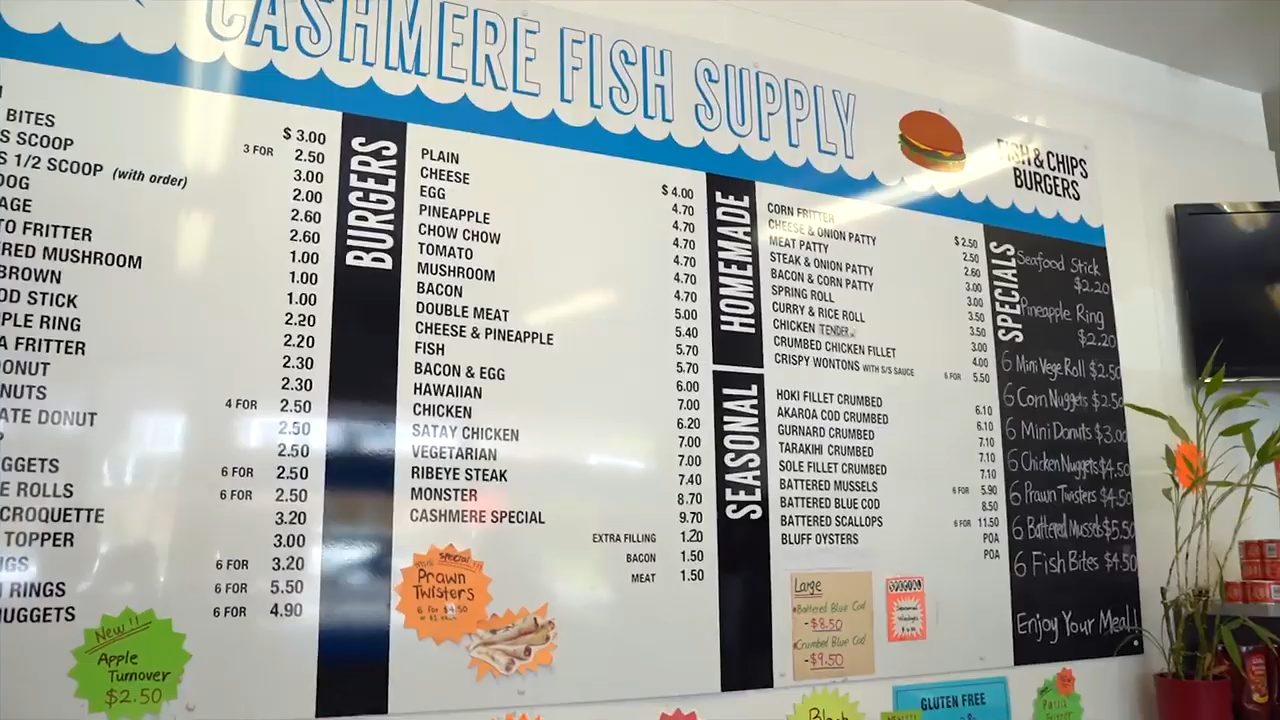 CASHMERE FISH SUPPLY
FISH & CHIPS
BURGERS
BITES
S SCOOP
S 1/2 SCOOP (with order)
DOG
AGE
TO FRITTER
RED MUSHROOM
BROWN
OD STICK
PLE RING
A FRITTER
DONUT
NUTS
ATE DONUT
UGGETS
E ROLLS
CROQUETTE
TOPPER
NGS
RINGS
NUGGETS
$ 3.00
3 FOR 2.50
3.00
2.00
2.60
2.60
1.00
1.00
1.00
2.20
2.20
2.30
2.30
4 FOR 2.50
2.50
6 FOR 2.50
6 FOR 2.50
3.20
3.00
6 FOR 3.20
6 FOR 5.50
6 FOR 4.90
New!!
Apple
Turnover
$2.50
BURGERS
PLAIN
CHEESE
EGG
PINEAPPLE
CHOW CHOW
TOMATO
MUSHROOM
BACON
DOUBLE MEAT
CHEESE & PINEAPPLE
FISH
BACON & EGG
HAWAIIAN
CHICKEN
SATAY CHICKEN
VEGETARIAN
RIBEYE STEAK
MONSTER
CASHMERE SPECIAL
$ 4.00
4.70
4.70
4.70
4.70
4.70
4.70
5.00
5.40
5.70
5.70
6.00
7.00
6.20
7.00
7.00
7.40
8.70
9.70
EXTRA FILLING 1.20
BACON 1.50
MEAT 1.50
SPECIAL!!
Prawn
Twisters
6 for $4.50
HOMEMADE
CORN FRITTER
CHEESE & ONION PATTY
MEAT PATTY
STEAK & ONION PATTY
BACON & CORN PATTY
SPRING ROLL
CURRY & RICE ROLL
CHICKEN TENDER
CRUMBED CHICKEN FILLET
CRISPY WONTONS WITH S/S SAUCE
$ 2.50
2.50
2.60
3.00
3.00
3.50
3.50
3.00
4.00
6 FOR 5.50
SEASONAL
HOKI FILLET CRUMBED
AKAROA COD CRUMBED
GURNARD CRUMBED
TARAKIHI CRUMBED
SOLE FILLET CRUMBED
BATTERED MUSSELS
BATTERED BLUE COD
BATTERED SCALLOPS
BLUFF OYSTERS
6.10
6.10
7.10
7.10
7.10
6 FOR 5.90
8.50
6 FOR 11.50
POA
POA
Large
*Battered Blue Cod
-$8.50
*Crumbed Blue Cod
-$9.50
SPECIAL
SPECIALS
Seafood Stick
$2.20
Pineapple Ring
$2.20
6 Mini Vege Roll $2.50
6 Corn Nuggets $2.50
6 Mini Donuts $3.00
6 Chicken Nuggets $4.50
6 Prawn Twisters $4.50
6 Battered Mussels $5.50
6 Fish Bites $4.50
Enjoy Your Meal!
GLUTEN FREE
Paua
Fritter